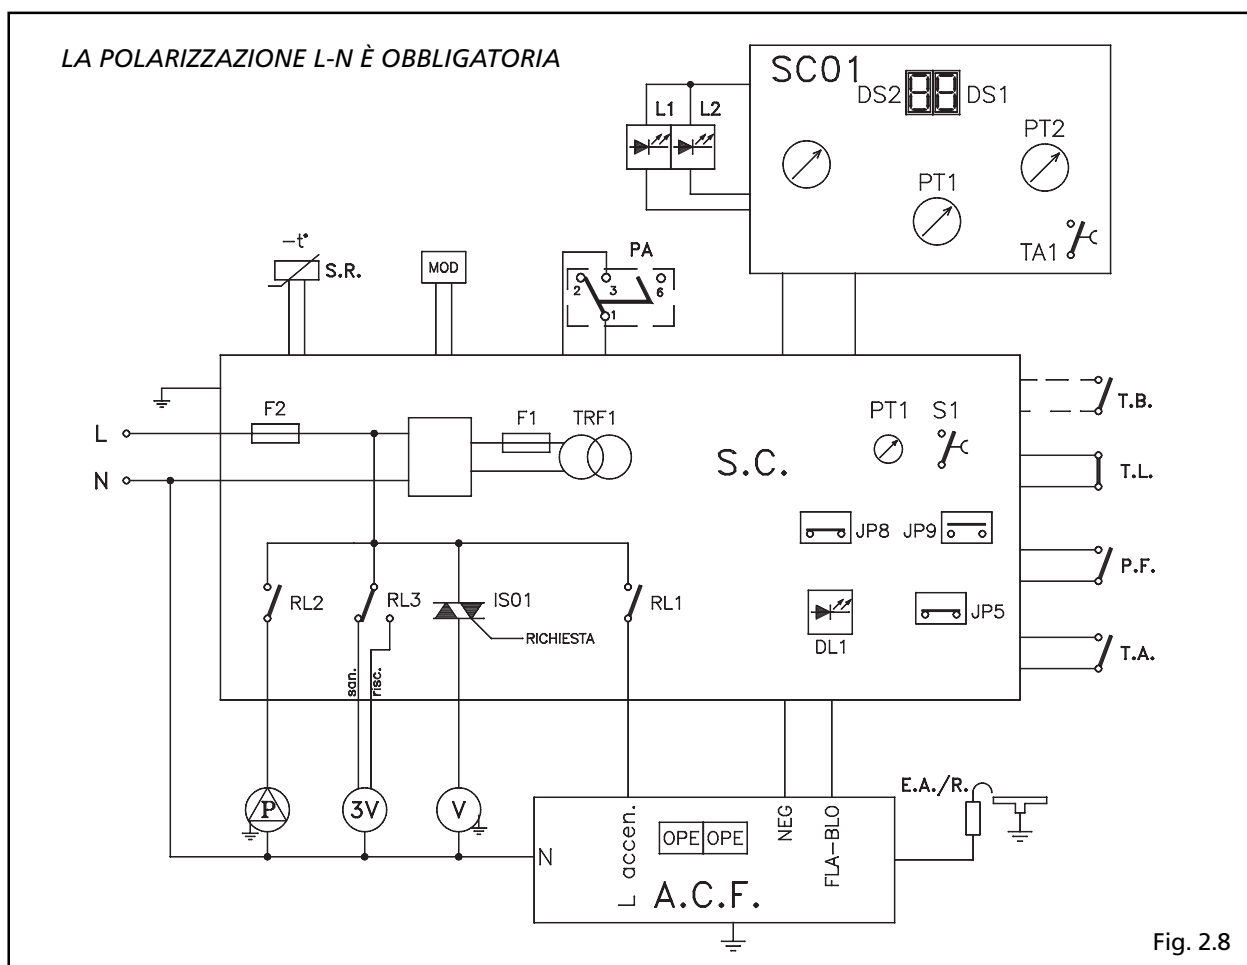 LA POLARIZZAZIONE L-N È OBBLIGATORIA
SC01
DS2
DS1
L1
L2
PT2
PT1
TA1
-t°
S.R.
MOD
PA
2
3
6
1
T.B.
F2
F1
TRF1
PT1
S1
L
N
S.C.
T.L.
JP8
JP9
P.F.
RL2
RL3
ISO1
RL1
RICHIESTA
DL1
JP5
T.A.
san.
risc.
E.A./R.
P
3V
V
N
L accen.
OPE
OPE
NEG
FLA-BLO
A.C.F.
Fig. 2.8